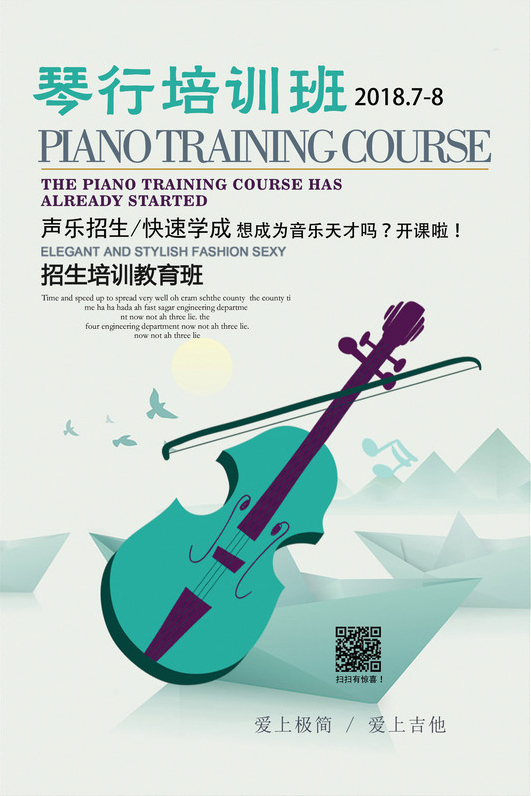 琴行培训班 2018.7-8
PIANO TRAINING COURSE
THE PIANO TRAINING COURSE HAS
ALREADY STARTED
声乐招生/快速学成 想成为音乐天才吗？开课啦！
ELEGANT AND STYLISH FASHION SEXY
招生培训教育班
Time and speed up to spread very well oh cram schthe county the county ti
me ha ha hada ah fast sagar engineering departme
nt now not ah three lie. the
four engineering department now not ah three lie.
now not ah three lie
扫扫有惊喜！
爱上极简 / 爱上吉他